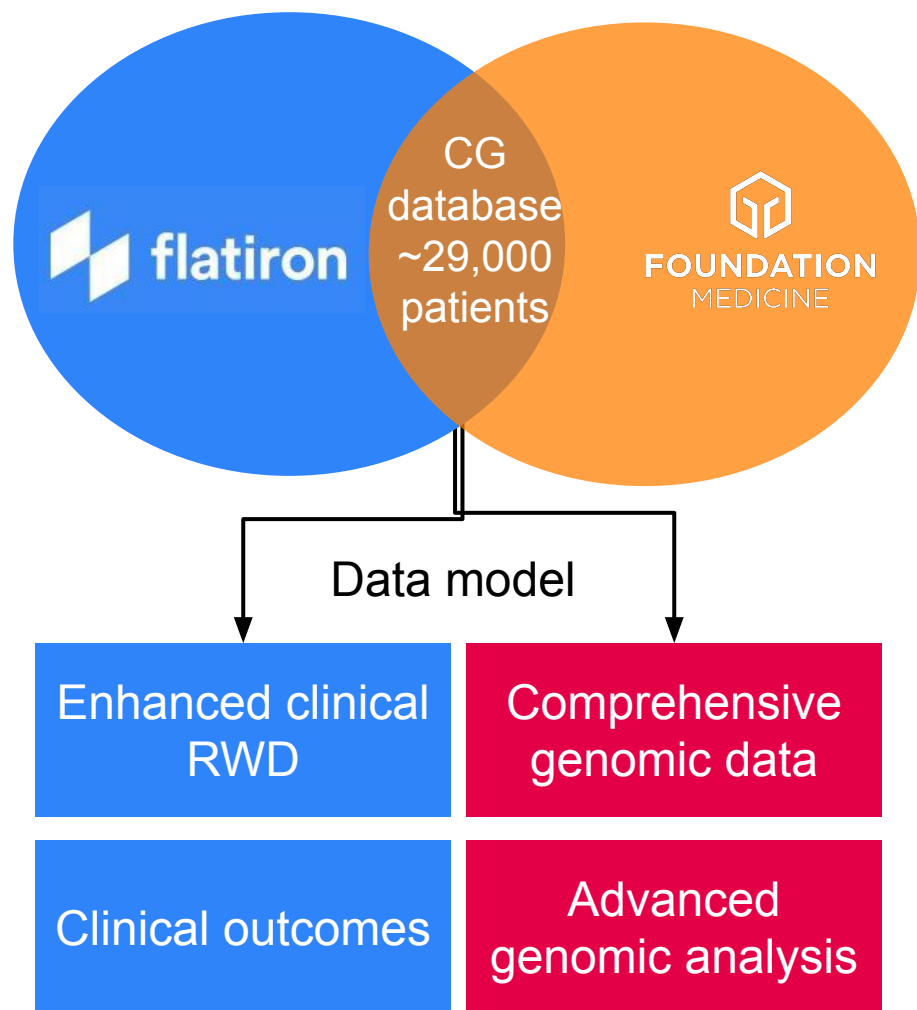 CG
database
~29,000
patients
flatiron
FOUNDATION
MEDICINE
Data model
Enhanced clinical
RWD
Comprehensive
genomic data
Clinical outcomes
Advanced
genomic analysis